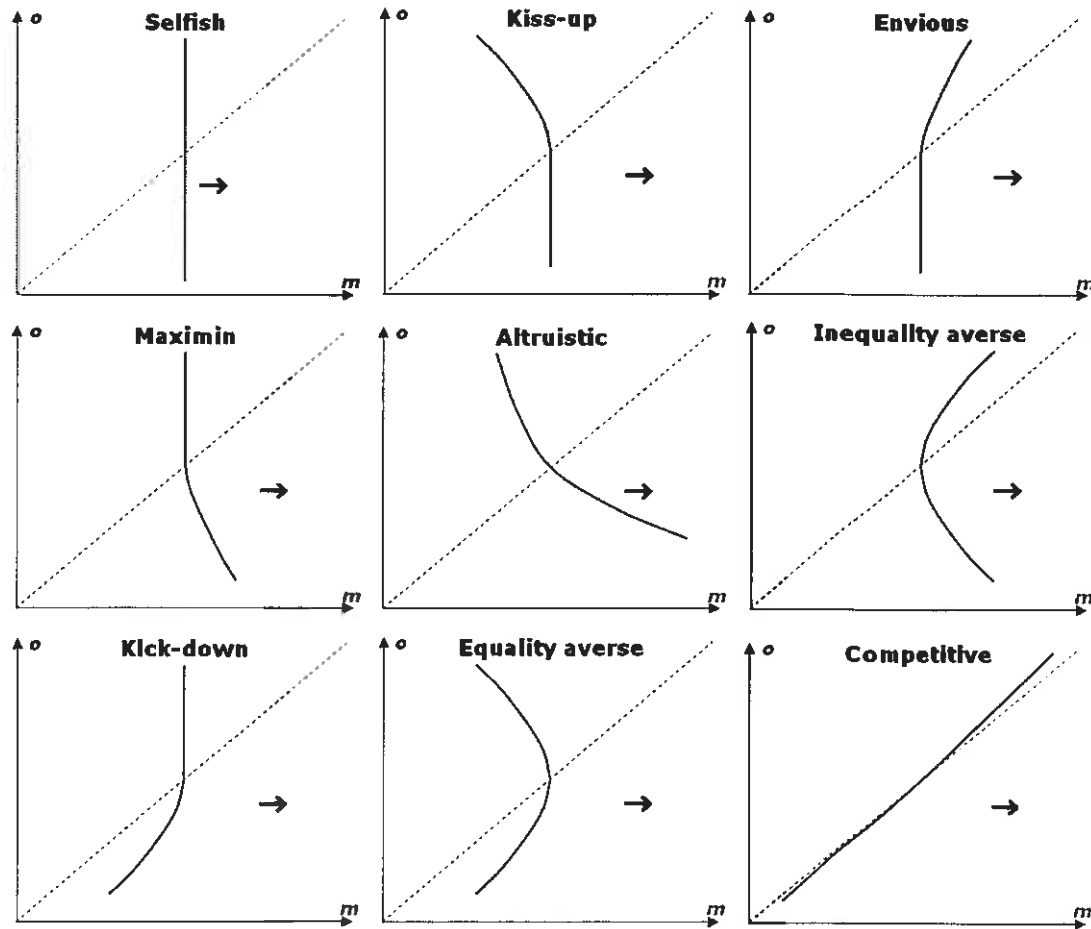 o
Selfish
m
o
Kiss-up
m
o
Envious
m
o
Maximin
m
o
Altruistic
m
o
Inequality averse
m
o
Kick-down
m
o
Equality averse
m
o
Competitive
m